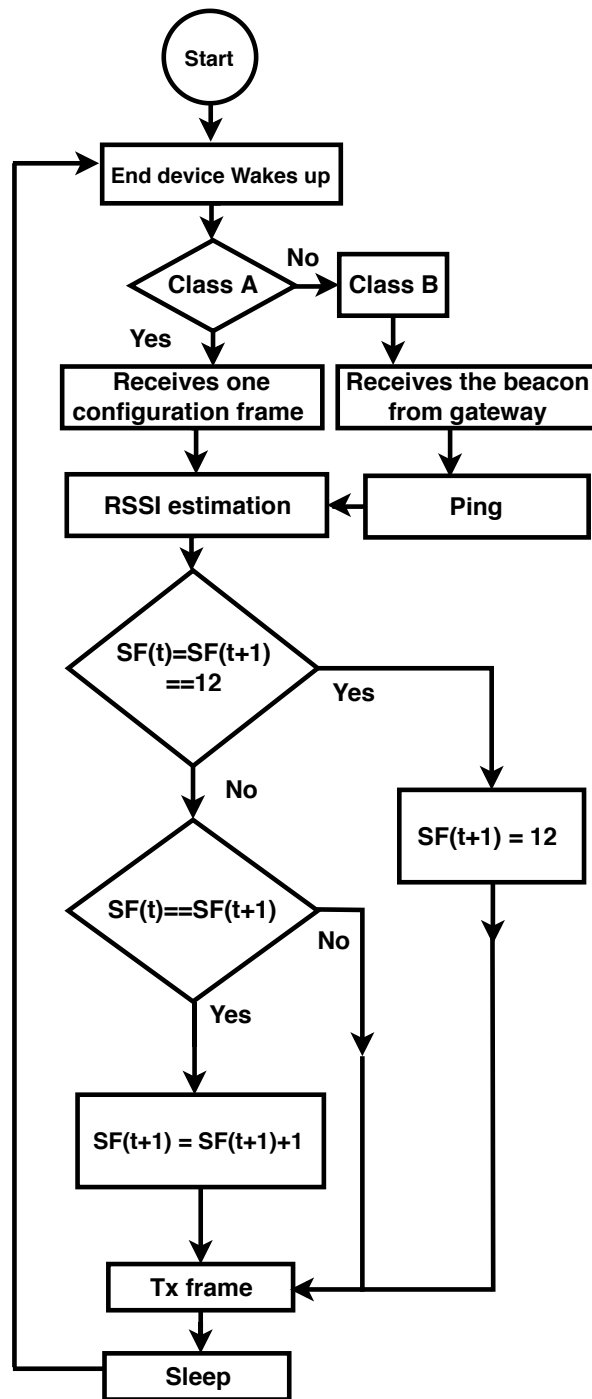 Start
End device Wakes up
Class A
No
Class B
Yes
Receives one
configuration frame
Receives the beacon
from gateway
RSSI estimation
Ping
SF(t)=SF(t+1)
==12
Yes
No
SF(t+1) = 12
SF(t)==SF(t+1)
No
Yes
SF(t+1) = SF(t+1)+1
Tx frame
Sleep